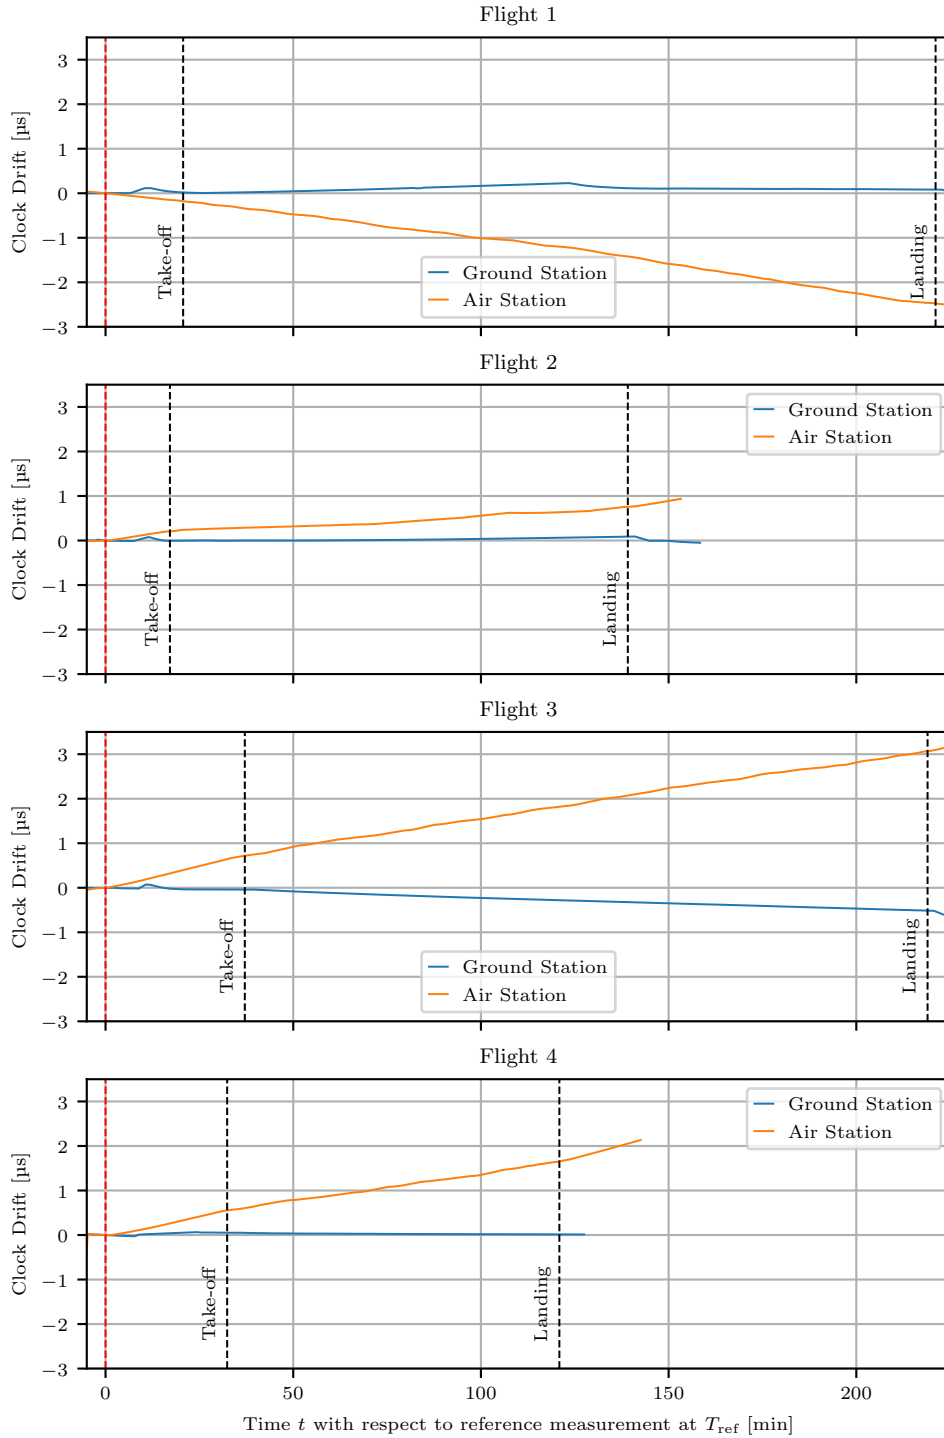 Flight 1
3
2
1
0
−1
−2
−3
Clock Drift [µs]
Take-off
Landing
Ground Station
Air Station
Flight 2
3
2
1
0
−1
−2
−3
Clock Drift [µs]
Take-off
Landing
Ground Station
Air Station
Flight 3
3
2
1
0
−1
−2
−3
Clock Drift [µs]
Take-off
Landing
Ground Station
Air Station
Flight 4
3
2
1
0
−1
−2
−3
Clock Drift [µs]
Take-off
Landing
Ground Station
Air Station
0 50 100 150 200
Time t with respect to reference measurement at T_ref [min]